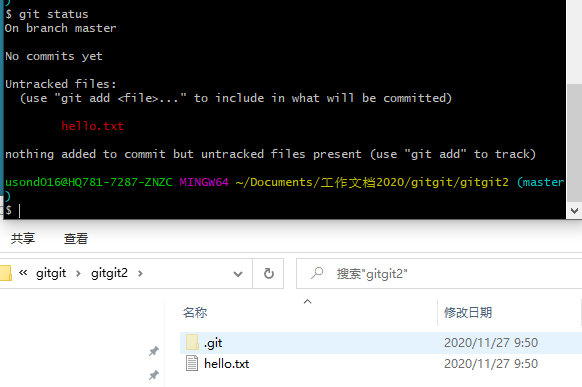 )
$ git status
On branch master
No commits yet
Untracked files:
(use "git add <file>..." to include in what will be committed)
hello.txt
nothing added to commit but untracked files present (use "git add" to track)
usond016@HQ781-7287-ZNZC MINGW64 ~/Documents/工作文档2020/gitgit/gitgit2 (master
)
$
共享 查看
« gitgit › gitgit2 › 搜索"gitgit2"
名称 修改日期
.git 2020/11/27 9:50
hello.txt 2020/11/27 9:50